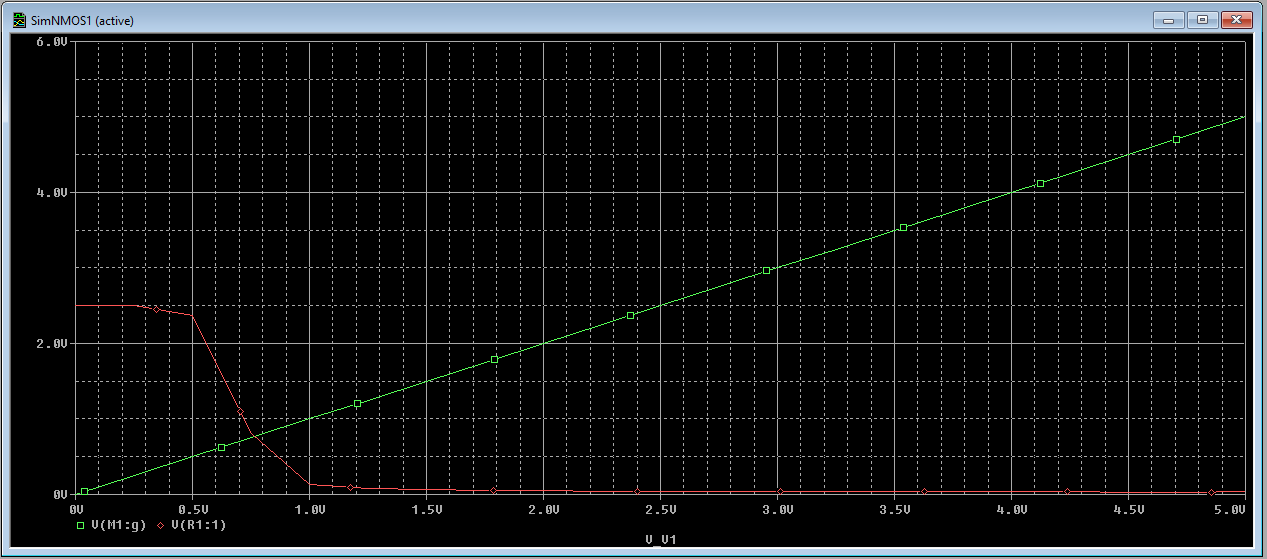 SimNMOS1 (active)
6.0V
4.0V
2.0V
0V
0V 0.5V 1.0V 1.5V 2.0V 2.5V 3.0V 3.5V 4.0V 4.5V 5.0V
V(M1:g) V(R1:1)
V_V1